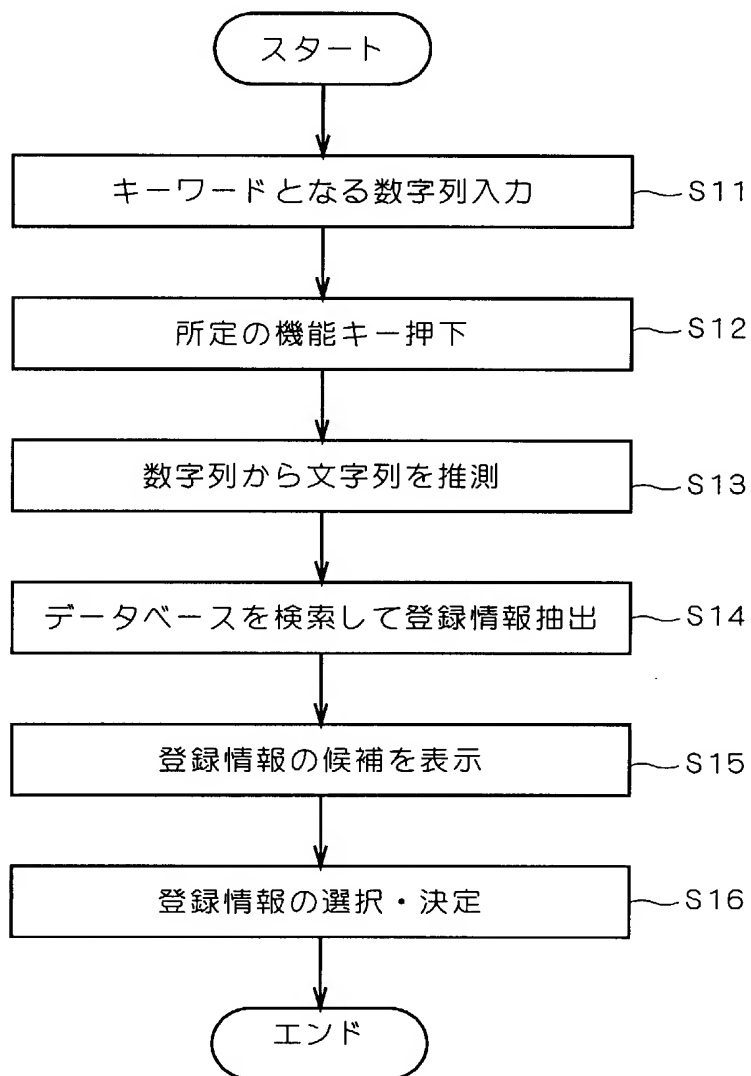 スタート
キーワードとなる数字列入力
S11
所定の機能キー押下
S12
数字列から文字列を推測
S13
データベースを検索して登録情報抽出
S14
登録情報の候補を表示
S15
登録情報の選択・決定
S16
エンド